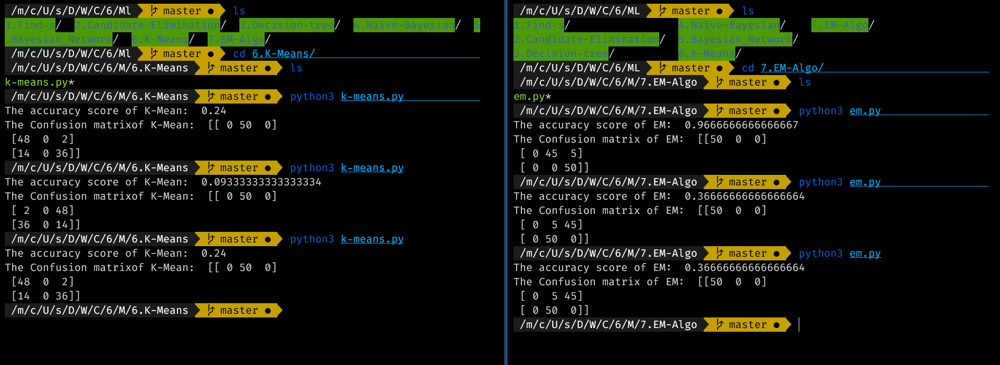 /m/c/U/s/D/W/C/6/Ml master ● ls
1.Find-s/  2.Candidate-Elimination/  3.Decision-tree/  4.Naïve-Bayesian/  5
.Bayesian_Network/  6.K-Means/  7.EM-Algo/
/m/c/U/s/D/W/C/6/Ml master ● cd 6.K-Means/
/m/c/U/s/D/W/C/6/M/6.K-Means master ● ls
k-means.py*
/m/c/U/s/D/W/C/6/M/6.K-Means master ● python3 k-means.py
The accuracy score of K-Mean:  0.24
The Confusion matrixof K-Mean:  [[ 0 50  0]
 [48  0  2]
 [14  0 36]]
/m/c/U/s/D/W/C/6/M/6.K-Means master ● python3 k-means.py
The accuracy score of K-Mean:  0.09333333333333334
The Confusion matrixof K-Mean:  [[ 0 50  0]
 [ 2  0 48]
 [36  0 14]]
/m/c/U/s/D/W/C/6/M/6.K-Means master ● python3 k-means.py
The accuracy score of K-Mean:  0.24
The Confusion matrixof K-Mean:  [[ 0 50  0]
 [48  0  2]
 [14  0 36]]
/m/c/U/s/D/W/C/6/M/6.K-Means master ●
/m/c/U/s/D/W/C/6/ML master ● ls
1.Find-s/  4.Naïve-Bayesian/  7.EM-Algo/
2.Candidate-Elimination/  5.Bayesian_Network/
3.Decision-tree/  6.K-Means/
/m/c/U/s/D/W/C/6/ML master ● cd 7.EM-Algo/
/m/c/U/s/D/W/C/6/M/7.EM-Algo master ● ls
em.py*
/m/c/U/s/D/W/C/6/M/7.EM-Algo master ● python3 em.py
The accuracy score of EM:  0.9666666666666667
The Confusion matrix of EM:  [[50  0  0]
 [ 0 45  5]
 [ 0  0 50]]
/m/c/U/s/D/W/C/6/M/7.EM-Algo master ● python3 em.py
The accuracy score of EM:  0.36666666666666664
The Confusion matrix of EM:  [[50  0  0]
 [ 0  5 45]
 [ 0 50  0]]
/m/c/U/s/D/W/C/6/M/7.EM-Algo master ● python3 em.py
The accuracy score of EM:  0.36666666666666664
The Confusion matrix of EM:  [[50  0  0]
 [ 0  5 45]
 [ 0 50  0]]
/m/c/U/s/D/W/C/6/M/7.EM-Algo master ●